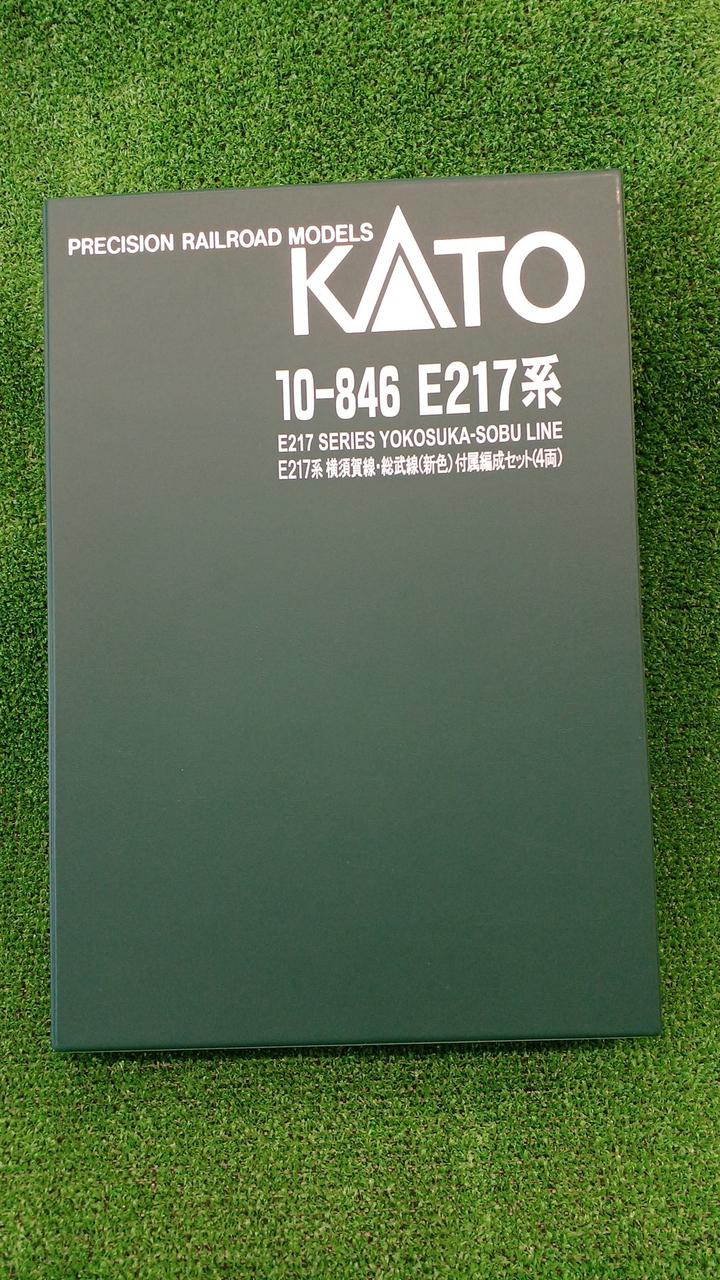 PRECISION RAILROAD MODELS
KATO
10-846 E217系
E217 SERIES YOKOSUKA-SOBU LINE
E217系 横須賀線・総武線(新色)付属編成セット(4両)